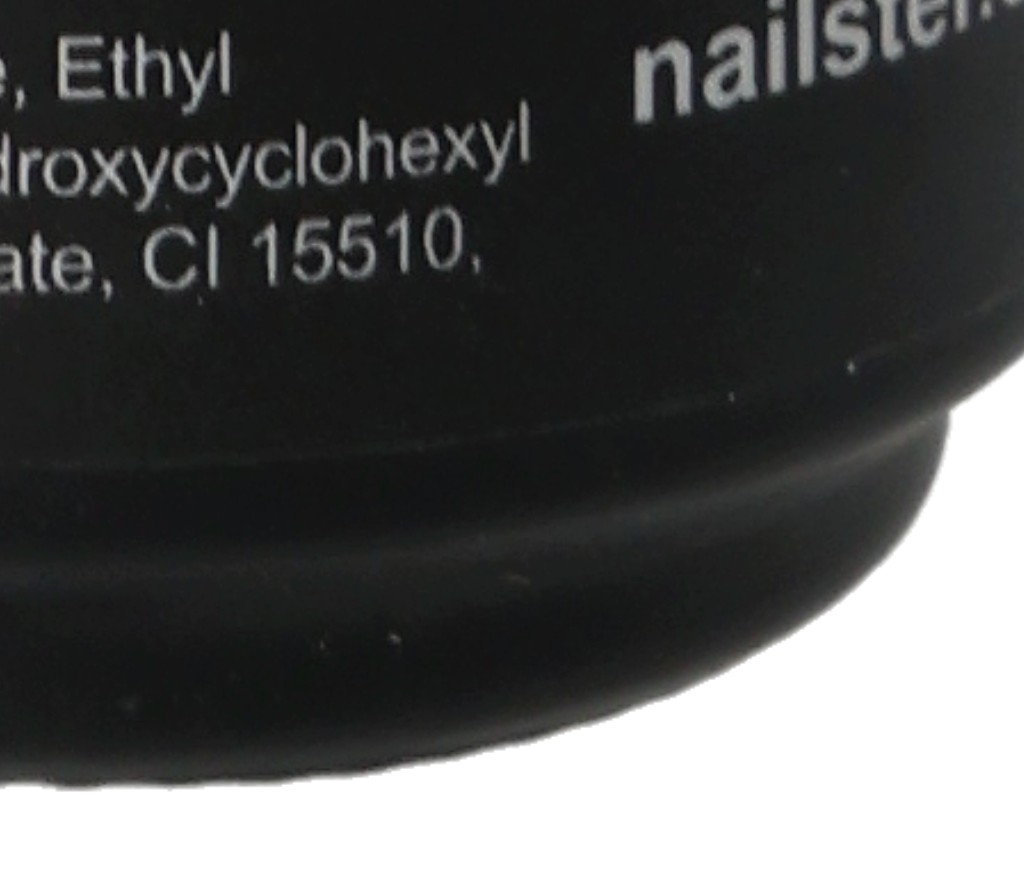 , Ethyl
droxycyclohexyl
ate, CI 15510,
nailster